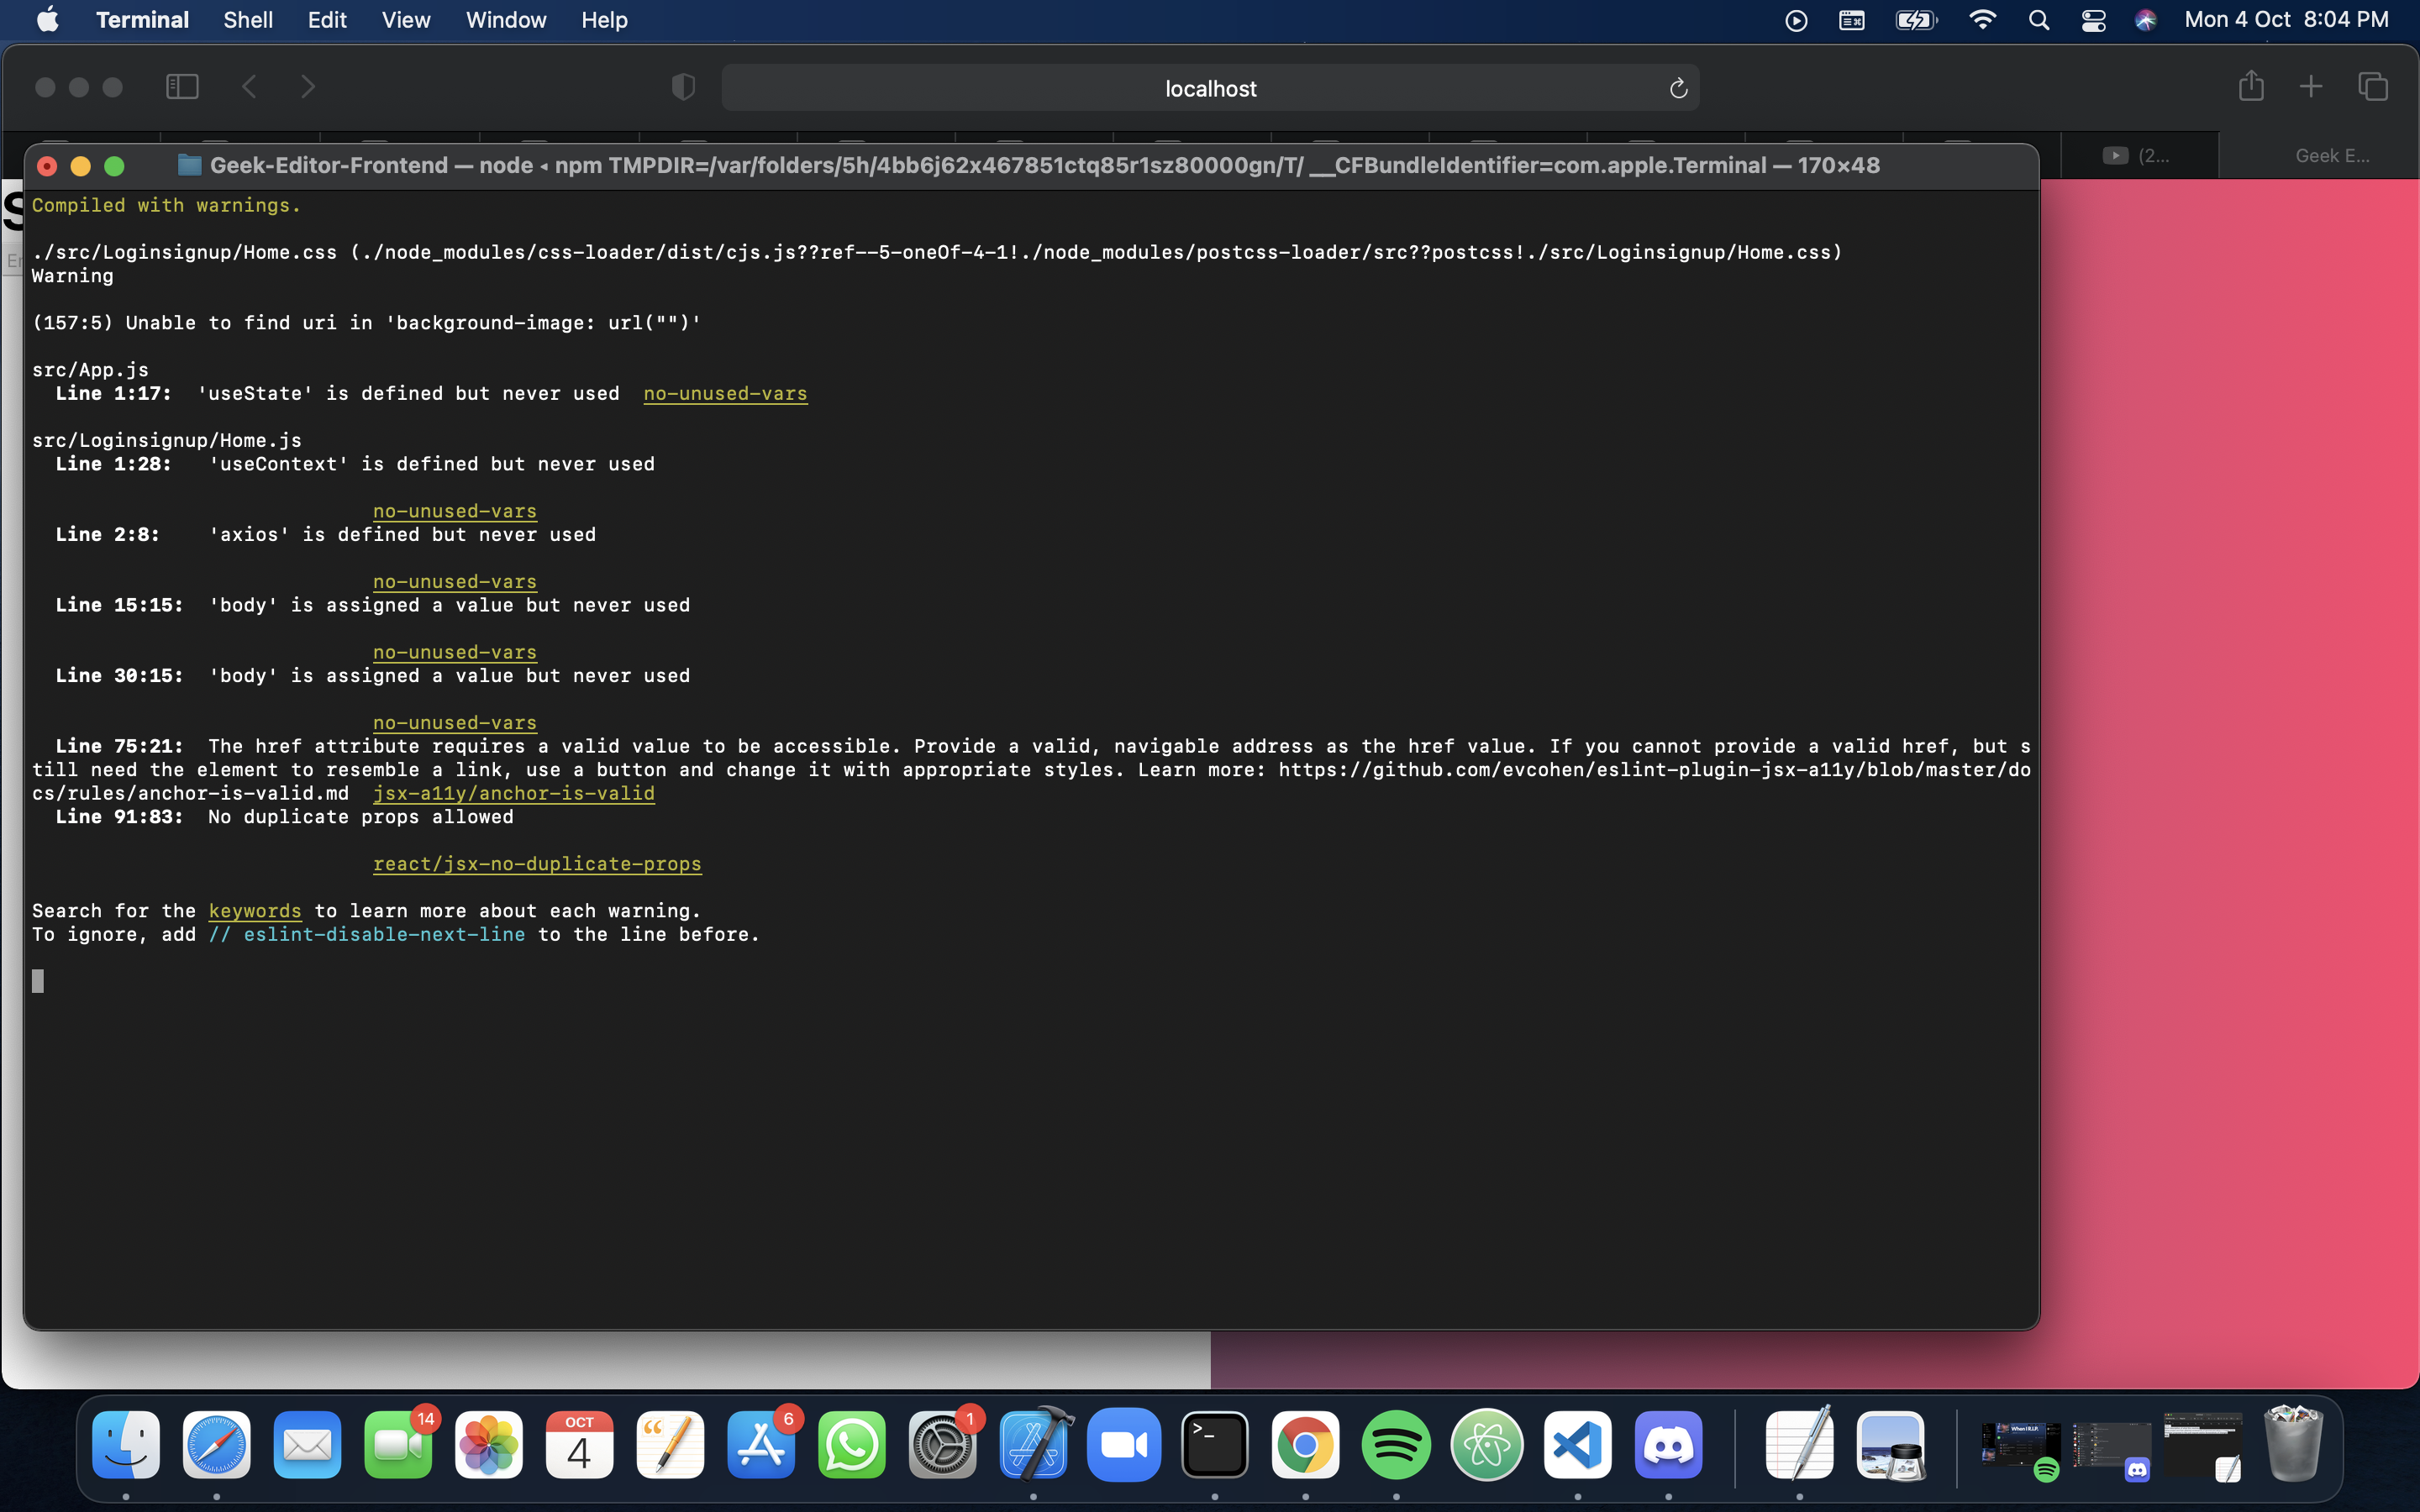 Terminal Shell Edit View Window Help Mon 4 Oct 8:04 PM
localhost
(2...
Geek E...
Geek-Editor-Frontend — node ◂ npm TMPDIR=/var/folders/5h/4bb6j62x467851ctq85r1sz80000gn/T/ __CFBundleIdentifier=com.apple.Terminal — 170×48
S
Compiled with warnings.
./src/Loginsignup/Home.css (./node_modules/css-loader/dist/cjs.js??ref--5-oneOf-4-1!./node_modules/postcss-loader/src??postcss!./src/Loginsignup/Home.css)
Warning
(157:5) Unable to find uri in 'background-image: url("")'
src/App.js
Line 1:17: 'useState' is defined but never used no-unused-vars
src/Loginsignup/Home.js
Line 1:28: 'useContext' is defined but never used
no-unused-vars
Line 2:8: 'axios' is defined but never used
no-unused-vars
Line 15:15: 'body' is assigned a value but never used
no-unused-vars
Line 30:15: 'body' is assigned a value but never used
no-unused-vars
Line 75:21: The href attribute requires a valid value to be accessible. Provide a valid, navigable address as the href value. If you cannot provide a valid href, but s
till need the element to resemble a link, use a button and change it with appropriate styles. Learn more: https://github.com/evcohen/eslint-plugin-jsx-a11y/blob/master/do
cs/rules/anchor-is-valid.md jsx-a11y/anchor-is-valid
Line 91:83: No duplicate props allowed
react/jsx-no-duplicate-props
Search for the keywords to learn more about each warning.
To ignore, add // eslint-disable-next-line to the line before.
14
OCT
4
6
1
>_
When I R.I.P.